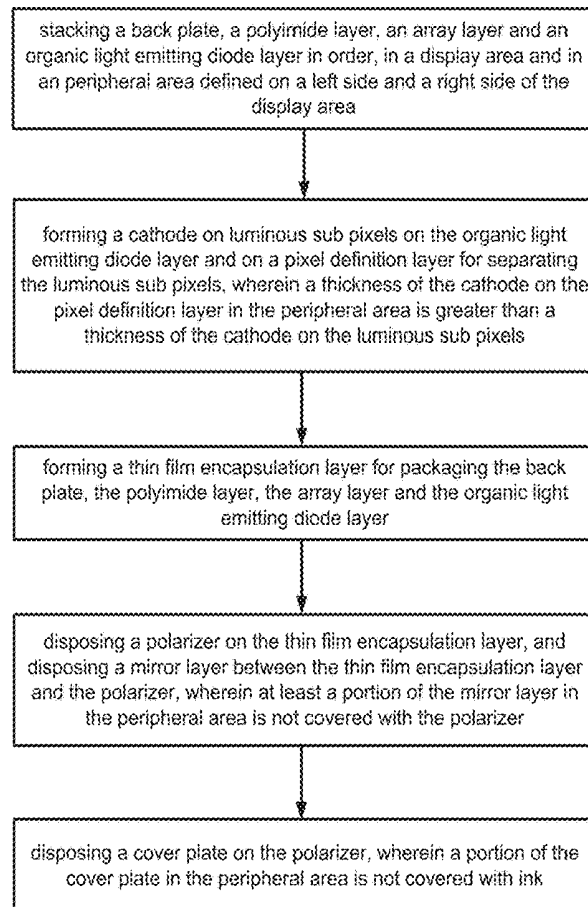 stacking a back plate, a polyimide layer, an array layer and an
organic light emitting diode layer in order, in a display area and in
an peripheral area defined on a left side and a right side of the
display area
forming a cathode on luminous sub pixels on the organic light
emitting diode layer and on a pixel definition layer for separating
the luminous sub pixels, wherein a thickness of the cathode on the
pixel definition layer in the peripheral area is greater than a
thickness of the cathode on the luminous sub pixels
forming a thin film encapsulation layer for packaging the back
plate, the polyimide layer, the array layer and the organic light
emitting diode layer
disposing a polarizer on the thin film encapsulation layer, and
disposing a mirror layer between the thin film encapsulation layer
and the polarizer, wherein at least a portion of the mirror layer in
the peripheral area is not covered with the polarizer
disposing a cover plate on the polarizer, wherein a portion of the
cover plate in the peripheral area is not covered with ink